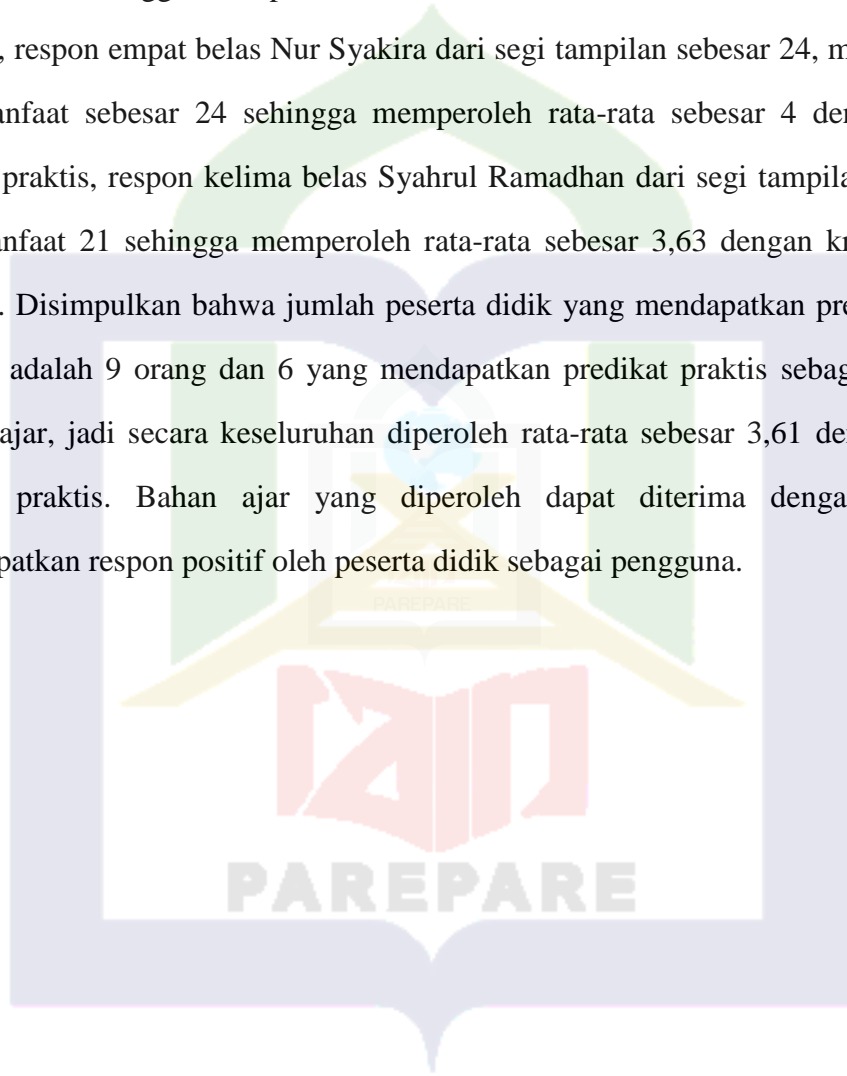 , respon empat belas Nur Syakira dari segi tampilan sebesar 24, m
anfaat sebesar 24 sehingga memperoleh rata-rata sebesar 4 den
praktis, respon kelima belas Syahrul Ramadhan dari segi tampila
anfaat 21 sehingga memperoleh rata-rata sebesar 3,63 dengan kr
. Disimpulkan bahwa jumlah peserta didik yang mendapatkan pre
adalah 9 orang dan 6 yang mendapatkan predikat praktis sebag
ajar, jadi secara keseluruhan diperoleh rata-rata sebesar 3,61 den
praktis. Bahan ajar yang diperoleh dapat diterima denga
patkan respon positif oleh peserta didik sebagai pengguna.
PAREPARE
iain
PAREPARE